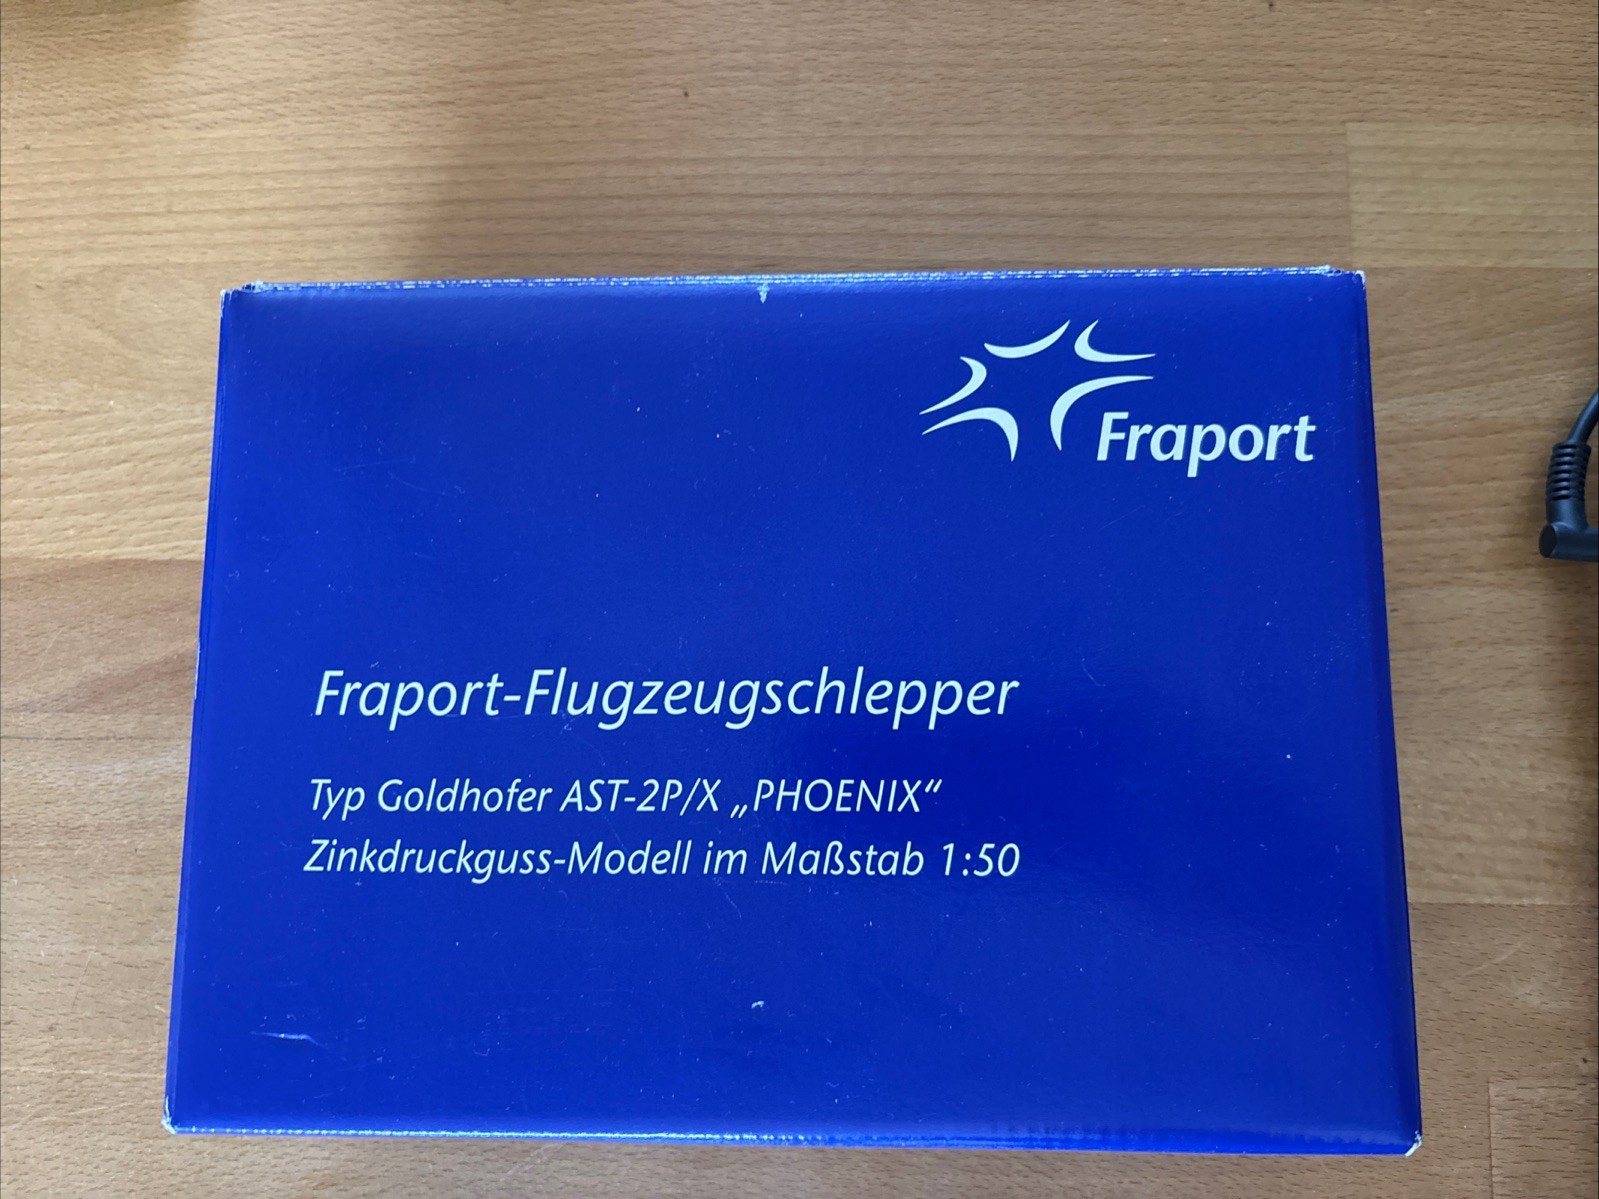 Fraport
Fraport-Flugzeugschlepper
Typ Goldhofer AST-2P/X „PHOENIX“
Zinkdruckguss-Modell im Maßstab 1:50